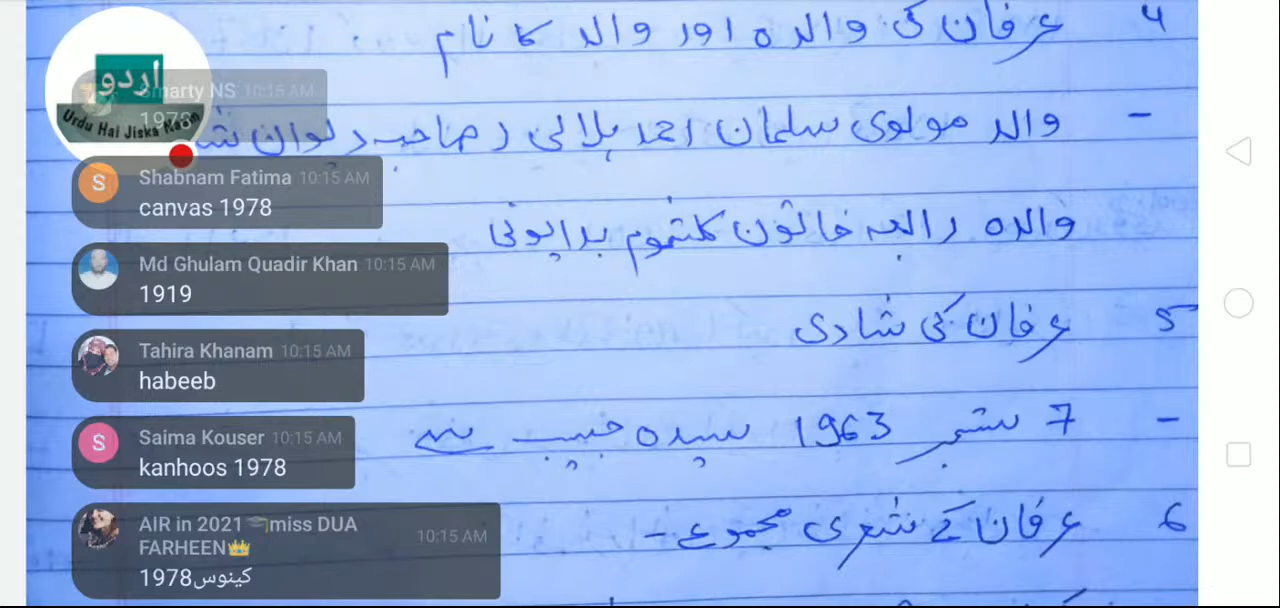 4 عرفان کی والدہ اور والد کا نام
- والد مولوی سلمان احمد ہلالی ( صاحب دیوان
والدہ رابعہ خاتون کلثوم بدایونی
5 عرفان کی شادی
- 7 ستمبر 1963 سیدہ حبیب سے
6 عرفان کے شعری مجموعے -
اردو
Urdu Hai Jiska Naam
Smarty NS 10:15 AM
1978
Shabnam Fatima 10:15 AM
canvas 1978
Md Ghulam Quadir Khan 10:15 AM
1919
Tahira Khanam 10:15 AM
habeeb
S
Saima Kouser 10:15 AM
kanhoos 1978
AIR in 2021 🎓miss DUA
FARHEEN👑 10:15 AM
1978کینوس